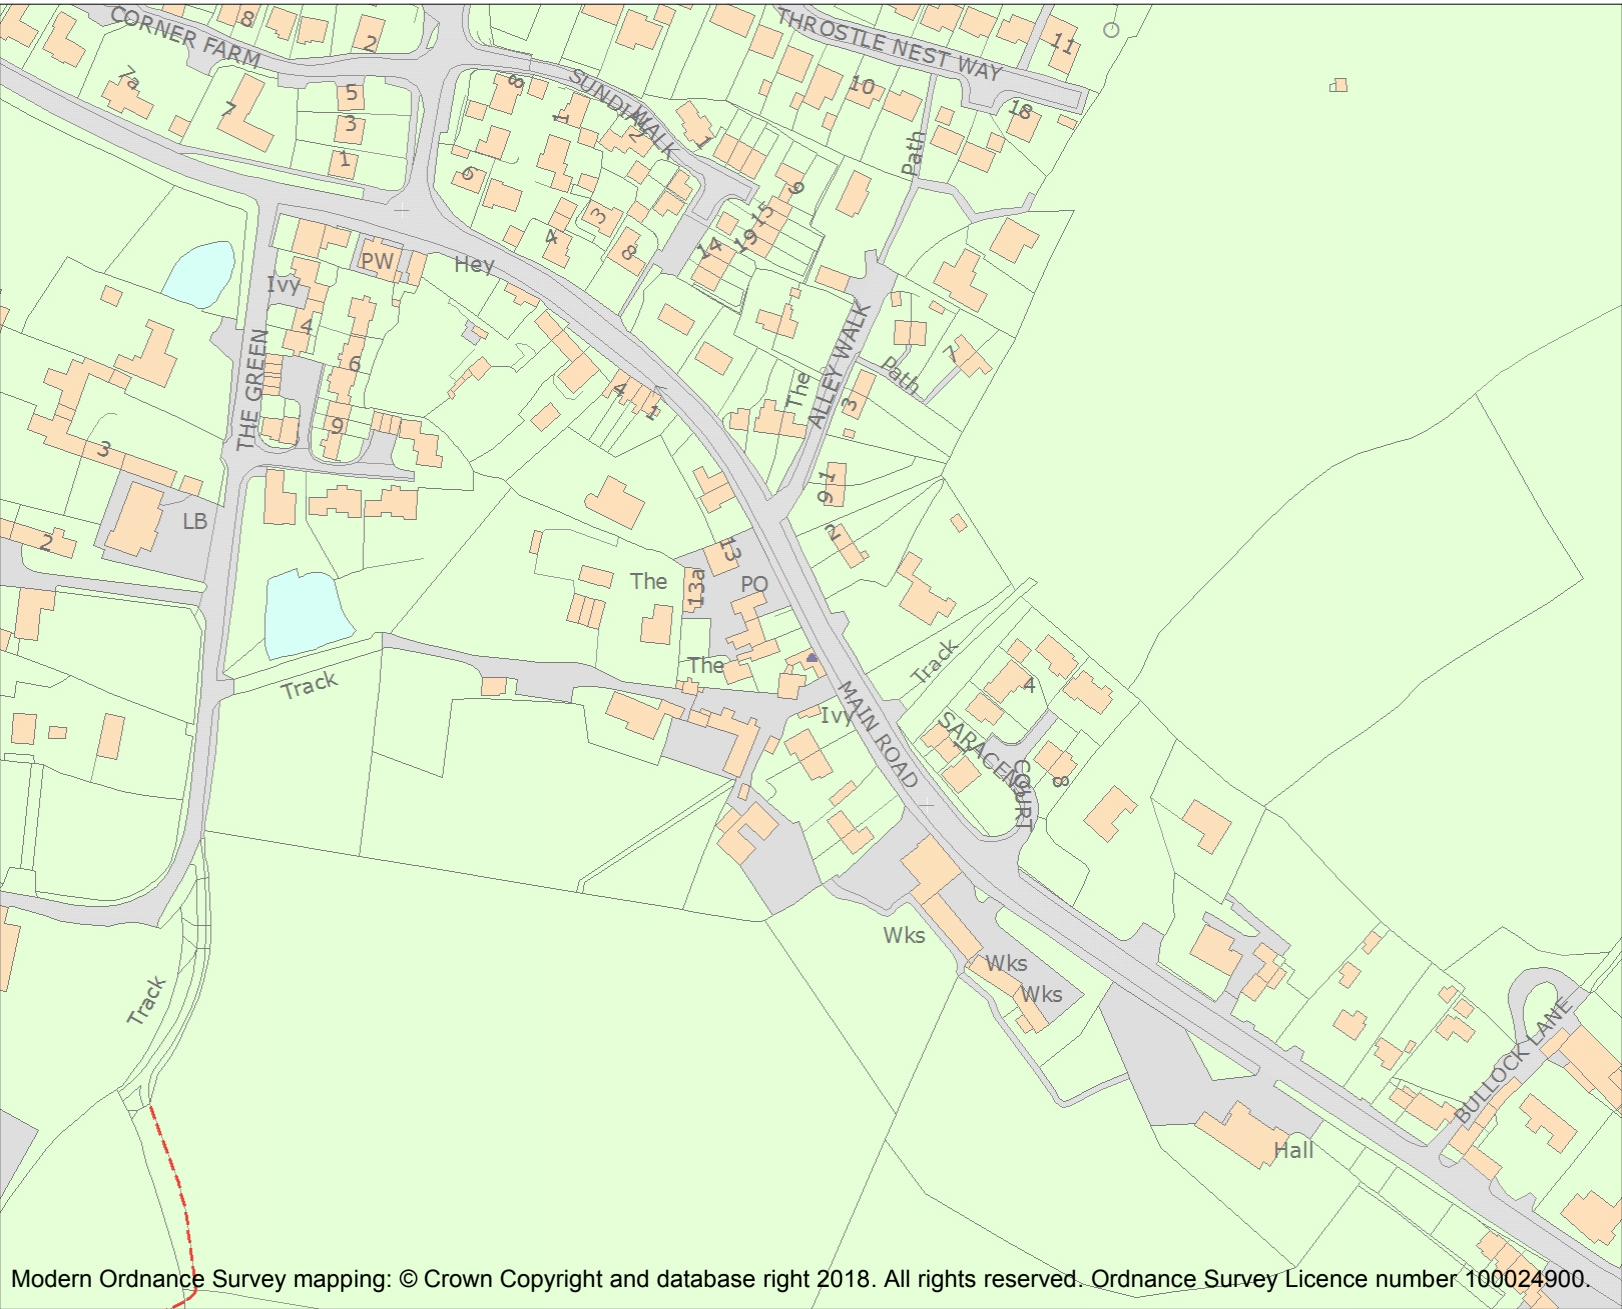 CORNER FARM
8
2
THROSTLE NEST WAY
11
7a
7
5
3
1
8
SUNDIAL
WALK
1
2
1
10
18
Path
6
3
4
8
9
15
19
14
PW
Hey
Ivy
4
6
9
THE GREEN
3
LB
2
4
1
The
ALLEY WALK
3
Path
7
1
9
2
13
13a
PO
The
The
Track
Ivy
MAIN ROAD
Track
4
SARACENS
COURT
1
8
Wks
Wks
Wks
Track
Hall
BULLOCK LANE
Modern Ordnance Survey mapping: © Crown Copyright and database right 2018. All rights reserved. Ordnance Survey Licence number 100024900.